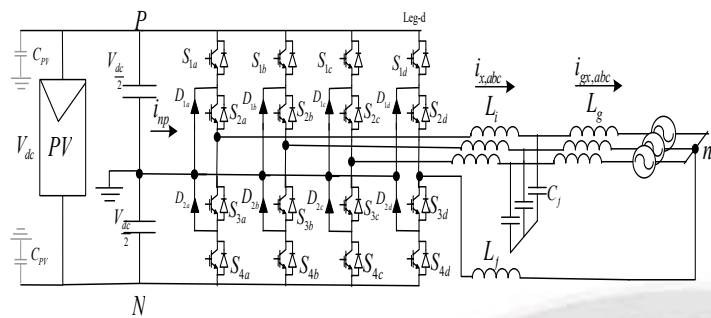 P
Leg-d
C_PV
V_dc/2
S_1a
S_1b
S_1c
S_1d
i_x,abc
i_gx,abc
i_np
D_1a
D_1b
D_1c
D_1d
S_2a
S_2b
S_2c
S_2d
L_i
L_g
V_dc
PV
n
V_dc/2
D_2a
D_2b
D_2c
D_2d
S_3a
S_3b
S_3c
S_3d
C_f
C_PV
S_4a
S_4b
S_4c
S_4d
L_f
N